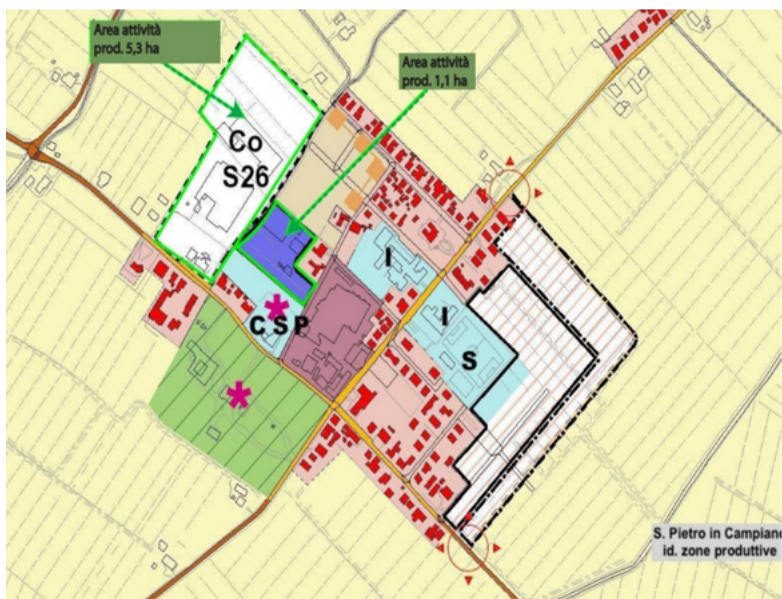 Area attività
prod. 5,3 ha
Area attività
prod. 1,1 ha
Co
S26
I
I
C S P
S
S. Pietro in Campiano
id. zone produttive